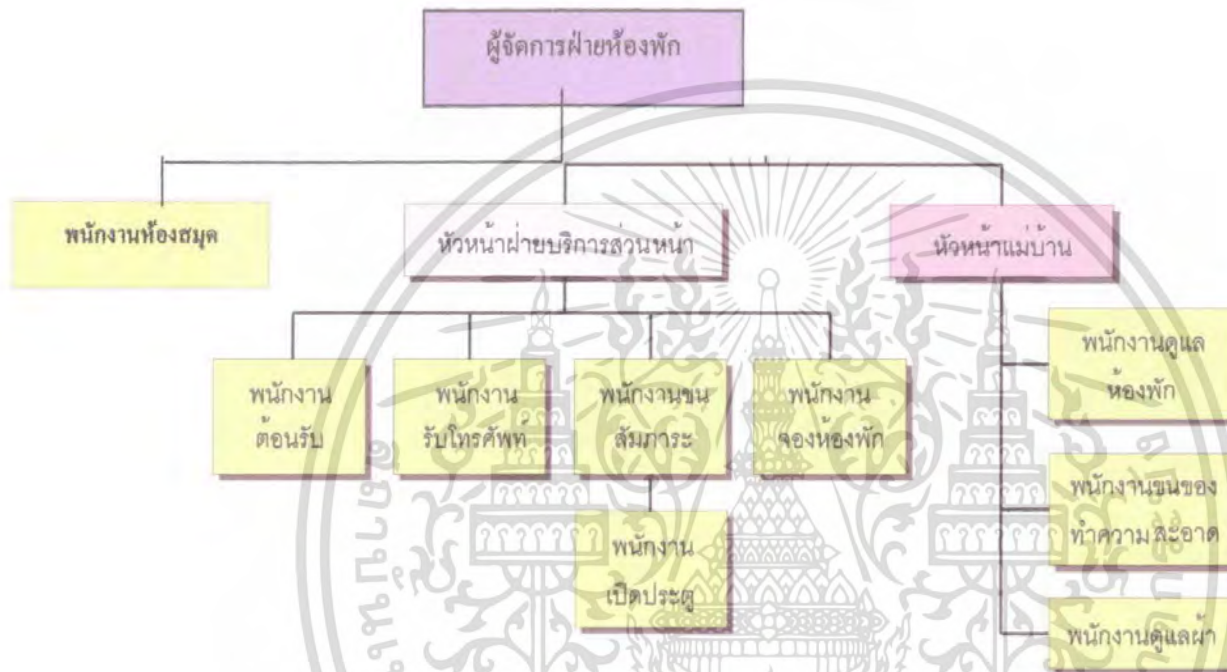 ผู้จัดการฝ่ายห้องพัก
พนักงานห้องสมุด
หัวหน้าฝ่ายบริการส่วนหน้า
หัวหน้าแม่บ้าน
พนักงาน
ต้อนรับ
พนักงาน
รับโทรศัพท์
พนักงานขน
สัมภาระ
พนักงาน
จองห้องพัก
พนักงาน
เปิดประตู
พนักงานดูแล
ห้องพัก
พนักงานขนของ
ทำความสะอาด
พนักงานดูแลผ้า